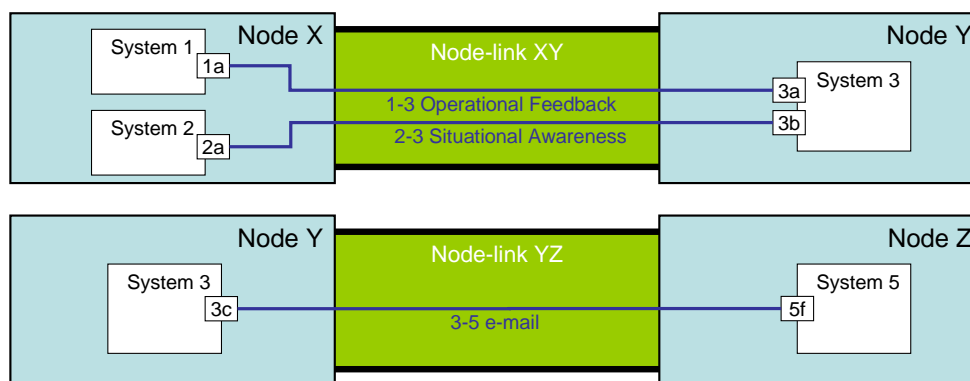 Node X
Node-link XY
Node Y
System 1
1a
System 3
3a
1-3 Operational Feedback
System 2
3b
2-3 Situational Awareness
2a
Node Y
Node-link YZ
Node Z
System 3
System 5
3c
5f
3-5 e-mail